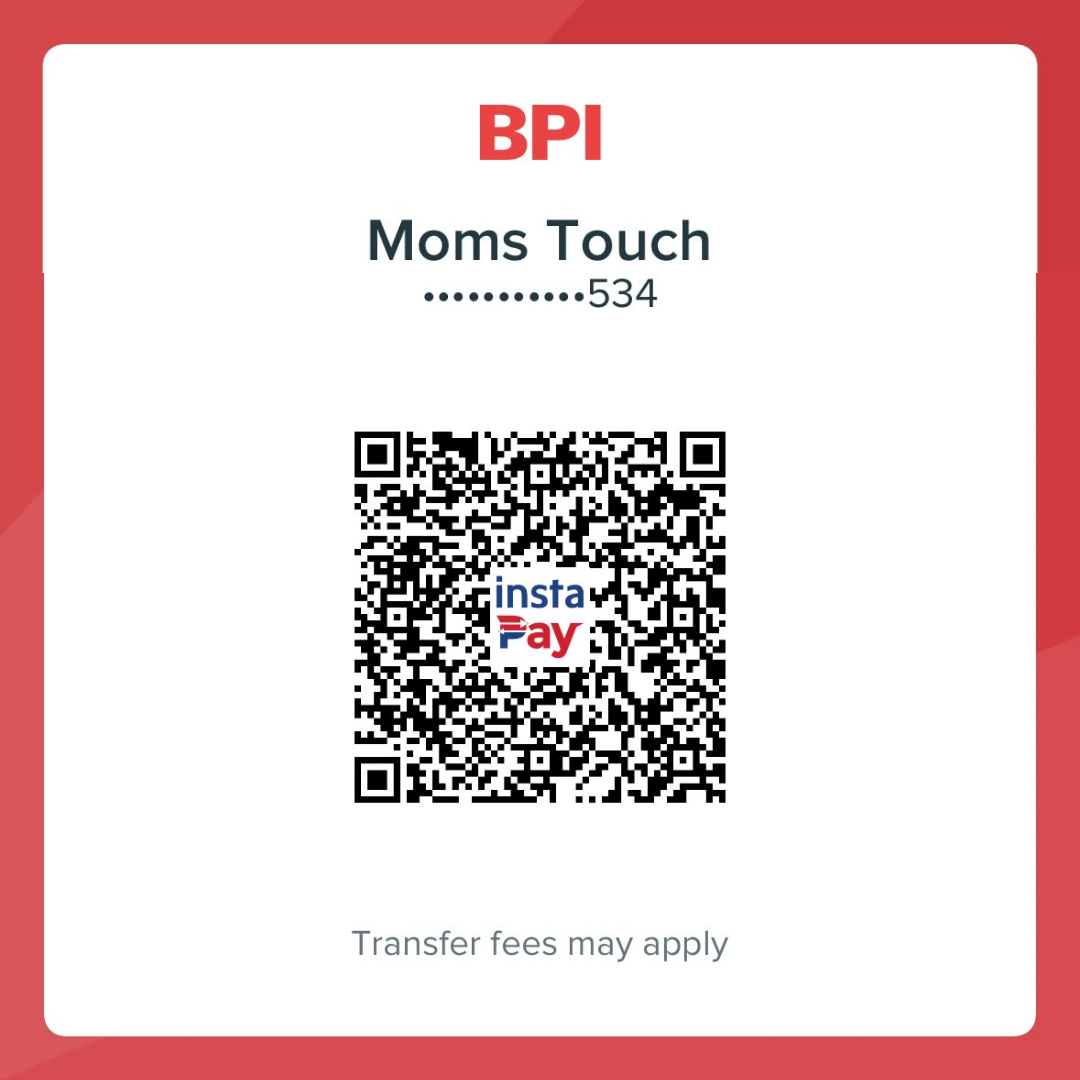 BPI
Moms Touch
•••••••••••534
insta
Pay
Transfer fees may apply